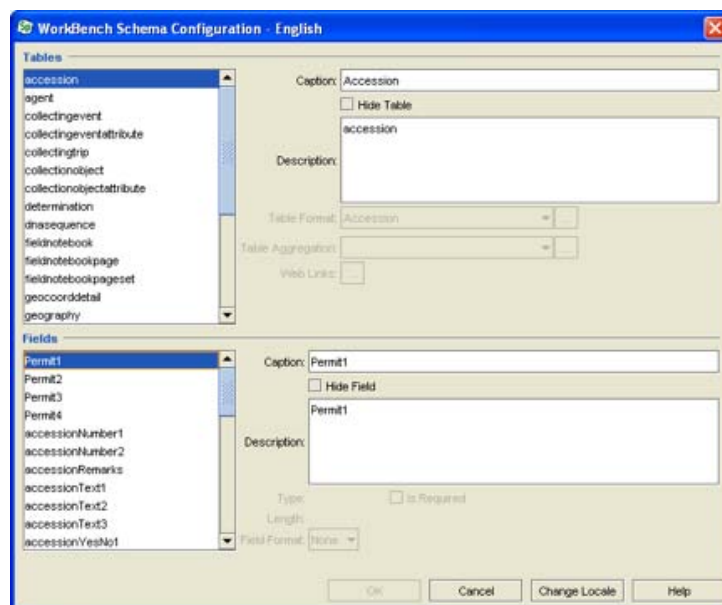 WorkBench Schema Configuration - English
Tables
accession
agent
collectingevent
collectingeventattribute
collectingtrip
collectionobject
collectionobjectattribute
determination
dnasequence
fieldnotebook
fieldnotebookpage
fieldnotebookpageset
geocoorddetail
geography
Caption: Accession
Hide Table
Description: accession
Table Format: Accession ...
Table Aggregation: ...
Web Links: ...
Fields
Permit1
Permit2
Permit3
Permit4
accessionNumber1
accessionNumber2
accessionRemarks
accessionText1
accessionText2
accessionText3
accessionYesNo1
Caption: Permit1
Hide Field
Description: Permit1
Type: Is Required
Length:
Field Format: None
OK Cancel Change Locale Help